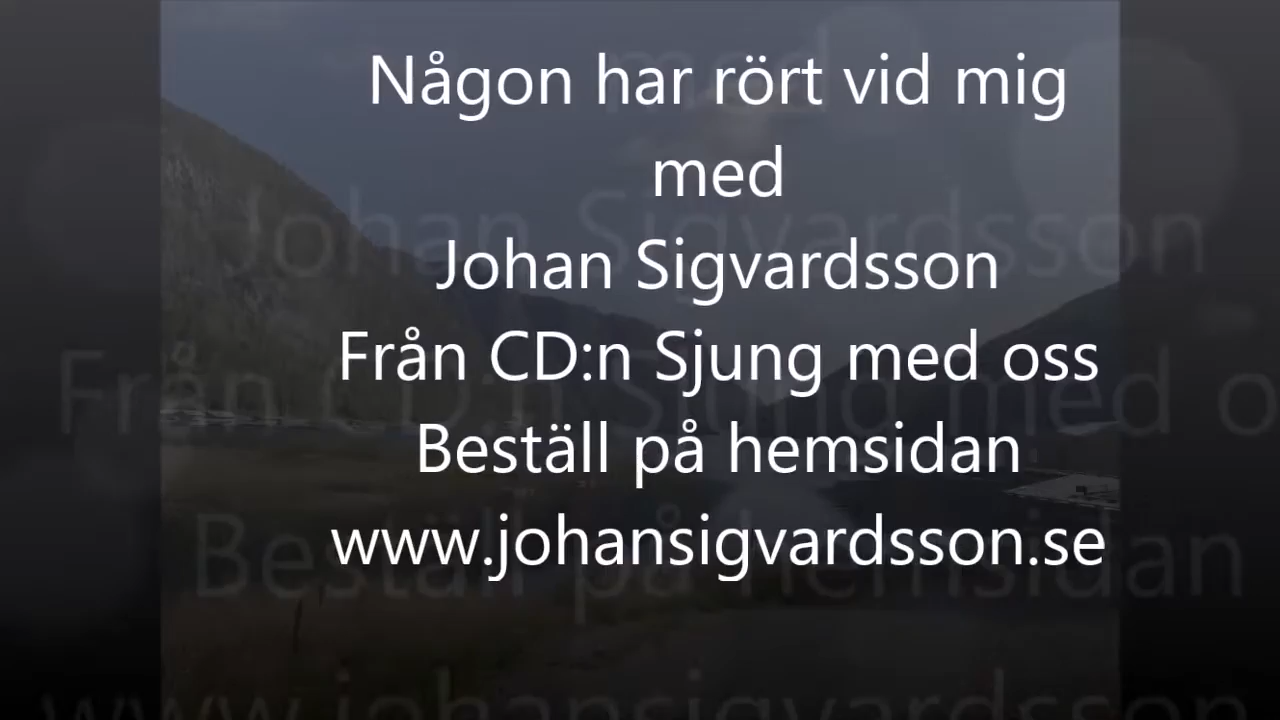 Någon har rört vid mig
med
Johan Sigvardsson
Från CD:n Sjung med oss
Beställ på hemsidan
www.johansigvardsson.se